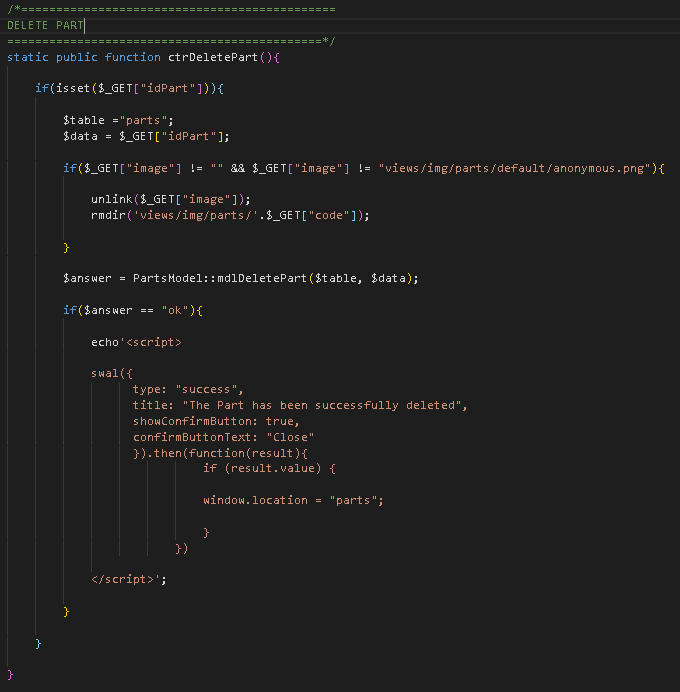 /*=============================================
DELETE PART
=============================================*/
static public function ctrDeletePart(){
if(isset($_GET["idPart"])){
$table ="parts";
$data = $_GET["idPart"];
if($_GET["image"] != "" && $_GET["image"] != "views/img/parts/default/anonymous.png"){
unlink($_GET["image"]);
rmdir('views/img/parts/'.$_GET["code"]);
}
$answer = PartsModel::mdlDeletePart($table, $data);
if($answer == "ok"){
echo'<script>
swal({
type: "success",
title: "The Part has been successfully deleted",
showConfirmButton: true,
confirmButtonText: "Close"
}).then(function(result){
if (result.value) {
window.location = "parts";
}
})
</script>';
}
}
}